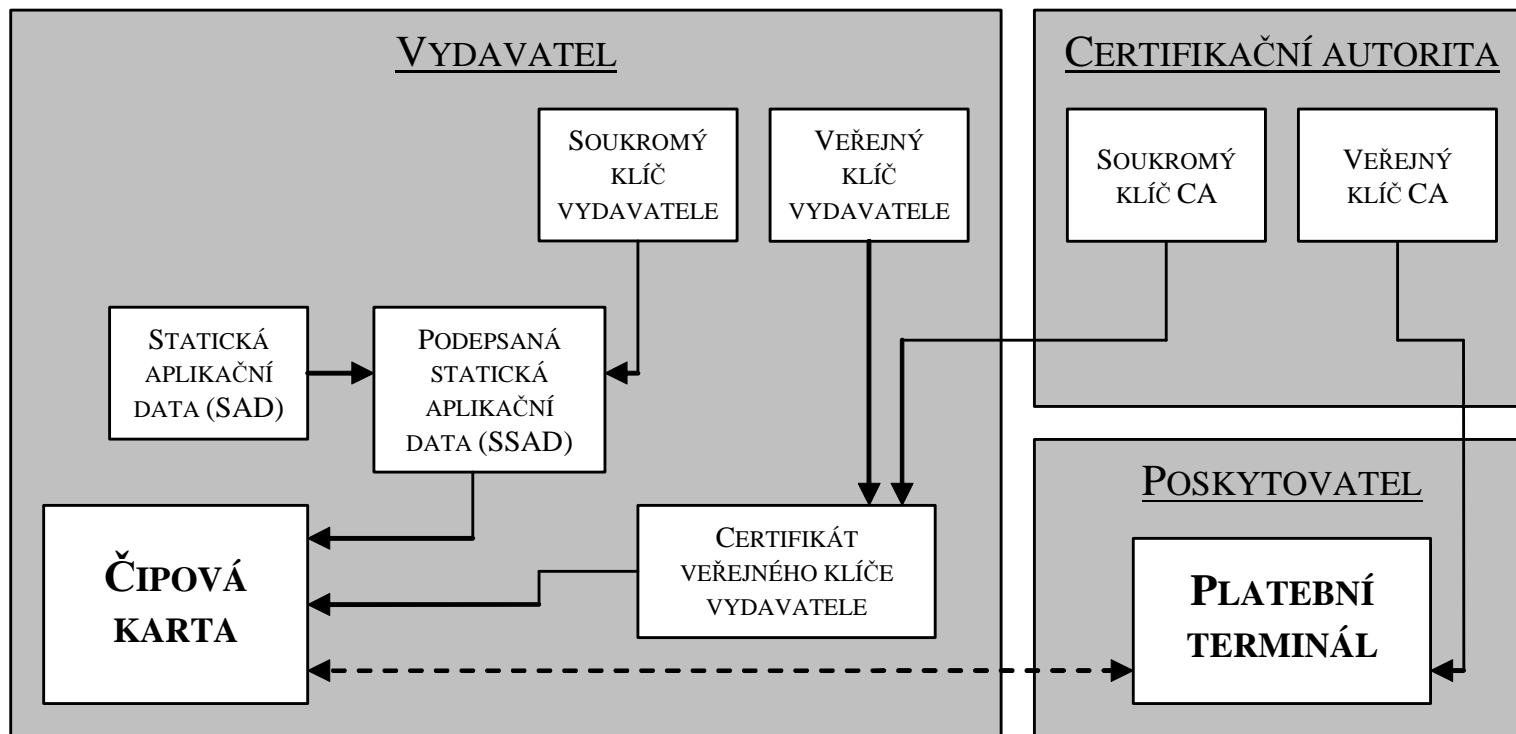 VYDAVATEL
CERTIFIKAČNÍ AUTORITA
SOUKROMÝ
KLÍČ
VYDAVATELE
VEŘEJNÝ
KLÍČ
VYDAVATELE
SOUKROMÝ
KLÍČ CA
VEŘEJNÝ
KLÍČ CA
STATICKÁ
APLIKAČNÍ
DATA (SAD)
PODEPSANÁ
STATICKÁ
APLIKAČNÍ
DATA (SSAD)
POSKYTOVATEL
ČIPOVÁ
KARTA
CERTIFIKÁT
VEŘEJNÉHO KLÍČE
VYDAVATELE
PLATEBNÍ
TERMINÁL